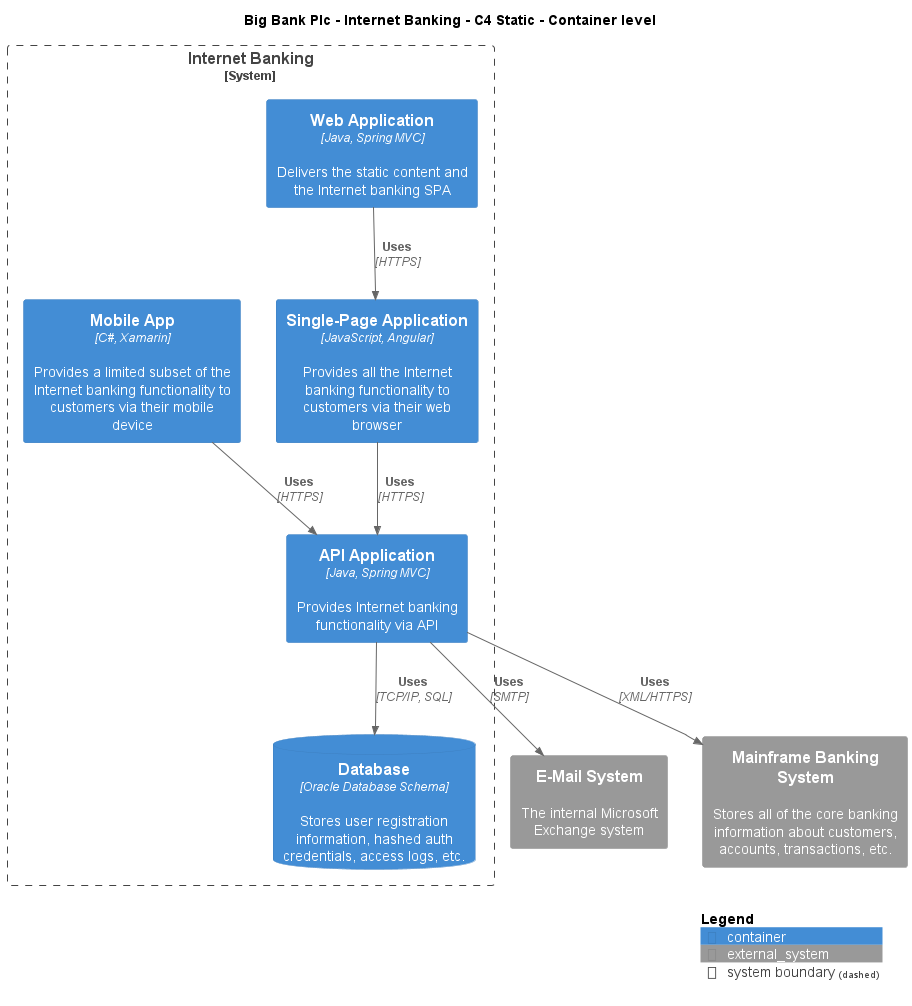 Big Bank Plc - Internet Banking - C4 Static - Container level
Internet Banking
[System]
Web Application
[Java, Spring MVC]
Delivers the static content and
the Internet banking SPA
Uses
[HTTPS]
Mobile App
[C#, Xamarin]
Provides a limited subset of the
Internet banking functionality to
customers via their mobile
device
Single-Page Application
[JavaScript, Angular]
Provides all the Internet
banking functionality to
customers via their web
browser
Uses
[HTTPS]
Uses
[HTTPS]
API Application
[Java, Spring MVC]
Provides Internet banking
functionality via API
Uses
[TCP/IP, SQL]
Uses
[SMTP]
Uses
[XML/HTTPS]
Database
[Oracle Database Schema]
Stores user registration
information, hashed auth
credentials, access logs, etc.
E-Mail System
The internal Microsoft
Exchange system
Mainframe Banking
System
Stores all of the core banking
information about customers,
accounts, transactions, etc.
Legend
container
external_system
system boundary (dashed)